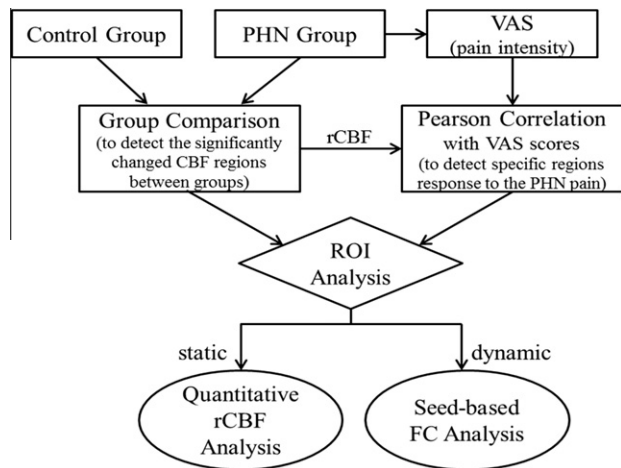 Control Group
PHN Group
VAS
(pain intensity)
Group Comparison
(to detect the significantly
changed CBF regions
between groups)
rCBF
Pearson Correlation
with VAS scores
(to detect specific regions
response to the PHN pain)
ROI
Analysis
static
dynamic
Quantitative
rCBF
Analysis
Seed-based
FC Analysis